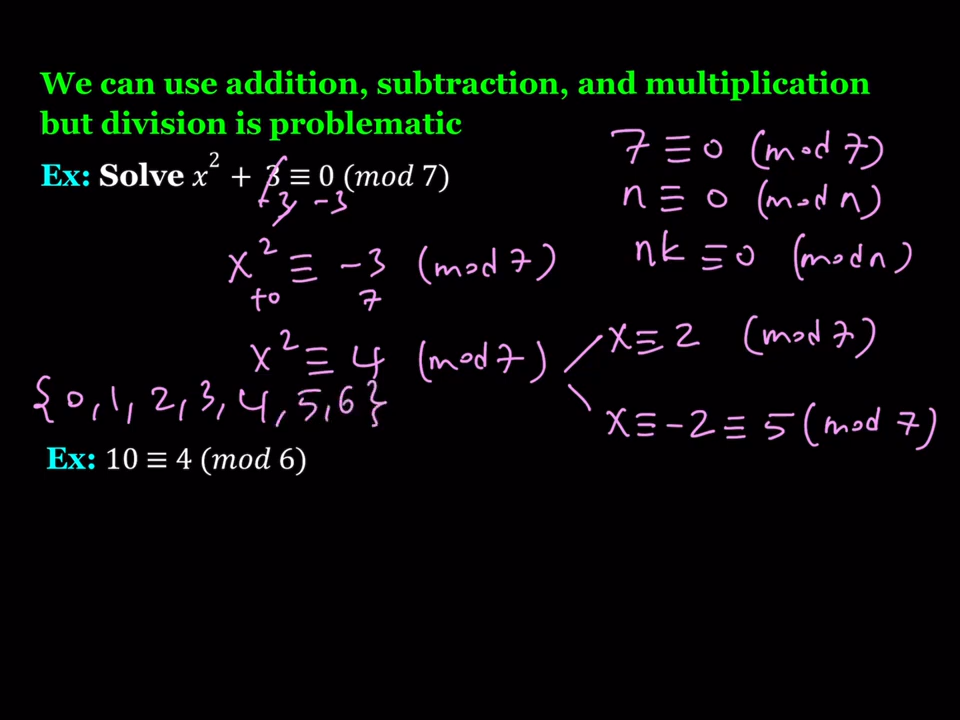 We can use addition, subtraction, and multiplication
but division is problematic
Ex: Solve x² + 3 ≡ 0 (mod 7)
-3 -3
x² ≡ -3 (mod 7)
+0 7
x² ≡ 4 (mod 7)
{0, 1, 2, 3, 4, 5, 6}
7 ≡ 0 (mod 7)
n ≡ 0 (mod n)
nk ≡ 0 (mod n)
x ≡ 2 (mod 7)
x ≡ -2 ≡ 5 (mod 7)
Ex: 10 ≡ 4 (mod 6)